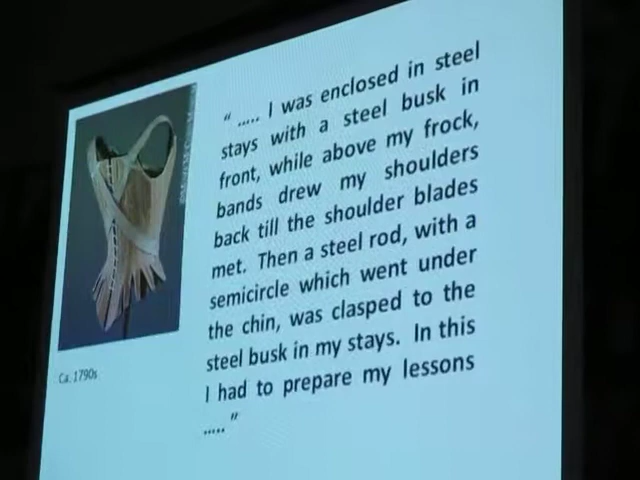 “ ..... I was enclosed in steel
stays with a steel busk in
front, while above my frock,
bands drew my shoulders
back till the shoulder blades
met. Then a steel rod, with a
semicircle which went under
the chin, was clasped to the
steel busk in my stays. In this
I had to prepare my lessons
..... ”
Ca. 1790s